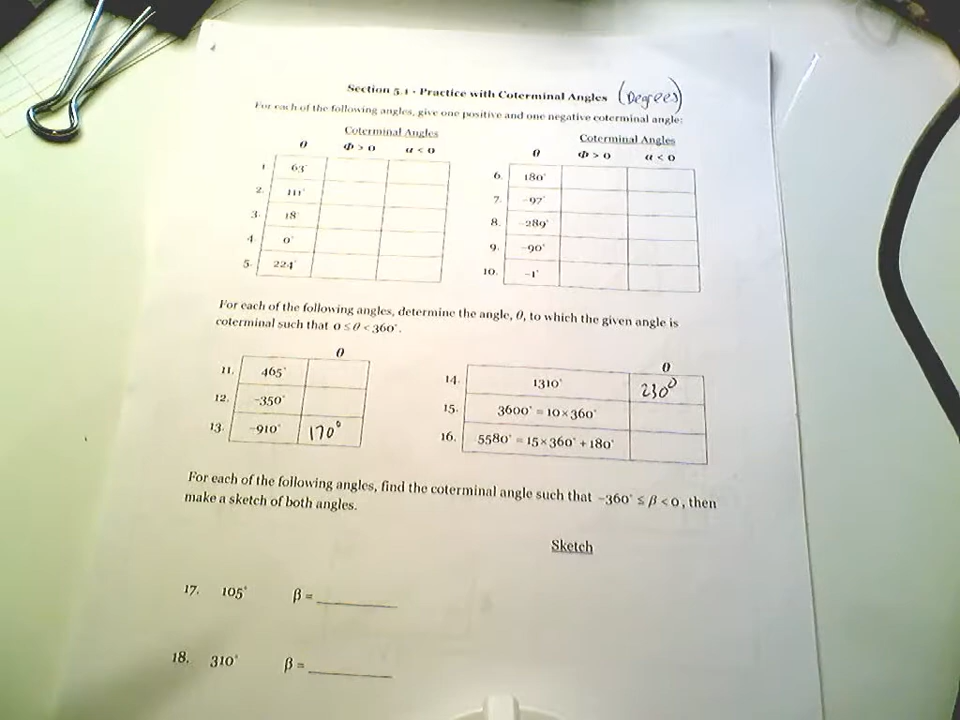 Section 5.1 - Practice with Coterminal Angles (Degrees)
For each of the following angles, give one positive and one negative coterminal angle:
Coterminal Angles
θ Φ > 0 α < 0
1. 63°
2. 111°
3. 18°
4. 0°
5. 224°
Coterminal Angles
θ Φ > 0 α < 0
6. 180°
7. -97°
8. -289°
9. -90°
10. -1°
For each of the following angles, determine the angle, θ, to which the given angle is
coterminal such that 0 ≤ θ < 360°.
θ
11. 465°
12. -350°
13. -910° 170°
θ
14. 1310° 230°
15. 3600° = 10×360°
16. 5580° = 15×360° + 180°
For each of the following angles, find the coterminal angle such that -360° ≤ β < 0, then
make a sketch of both angles.
Sketch
17. 105° β = ________
18. 310° β = ________